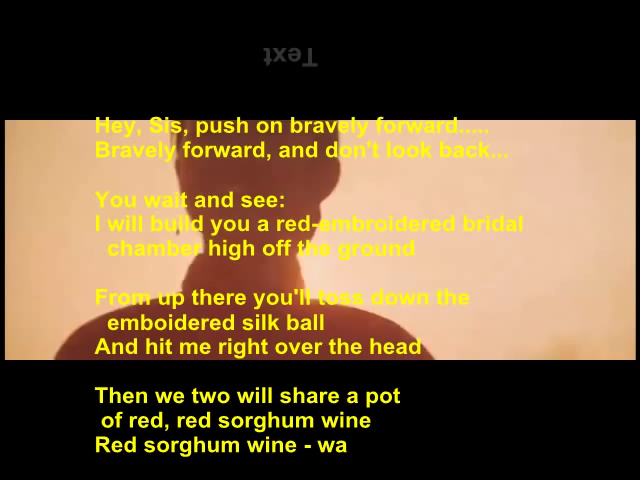 Text
Hey, Sis, push on bravely forward.....
Bravely forward, and don't look back...
You wait and see:
I will build you a red-embroidered bridal
chamber high off the ground
From up there you'll toss down the
emboidered silk ball
And hit me right over the head
Then we two will share a pot
of red, red sorghum wine
Red sorghum wine - wa